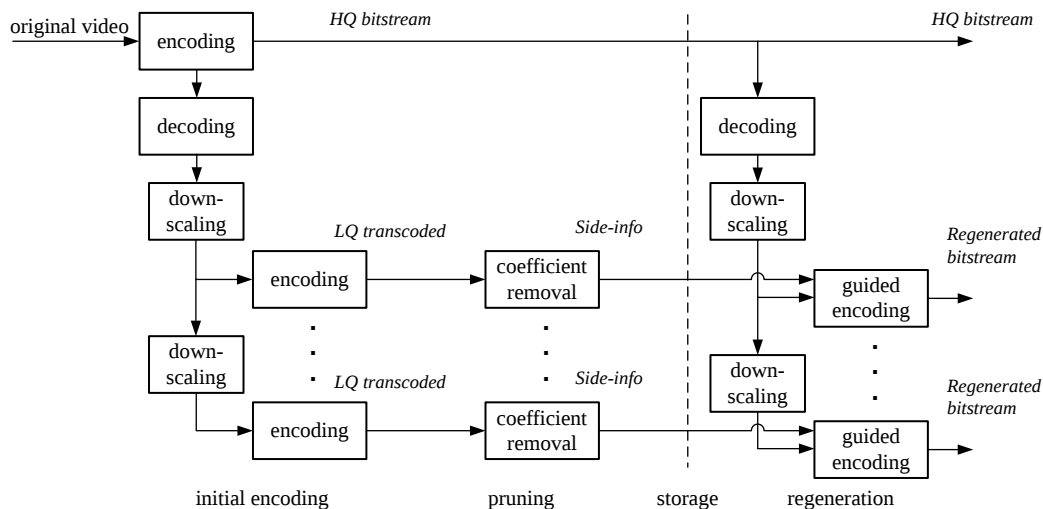 original video
encoding
HQ bitstream
HQ bitstream
decoding
decoding
down-
scaling
down-
scaling
LQ transcoded
Side-info
Regenerated
bitstream
encoding
coefficient
removal
guided
encoding
down-
scaling
down-
scaling
LQ transcoded
Side-info
Regenerated
bitstream
encoding
coefficient
removal
guided
encoding
initial encoding
pruning
storage
regeneration